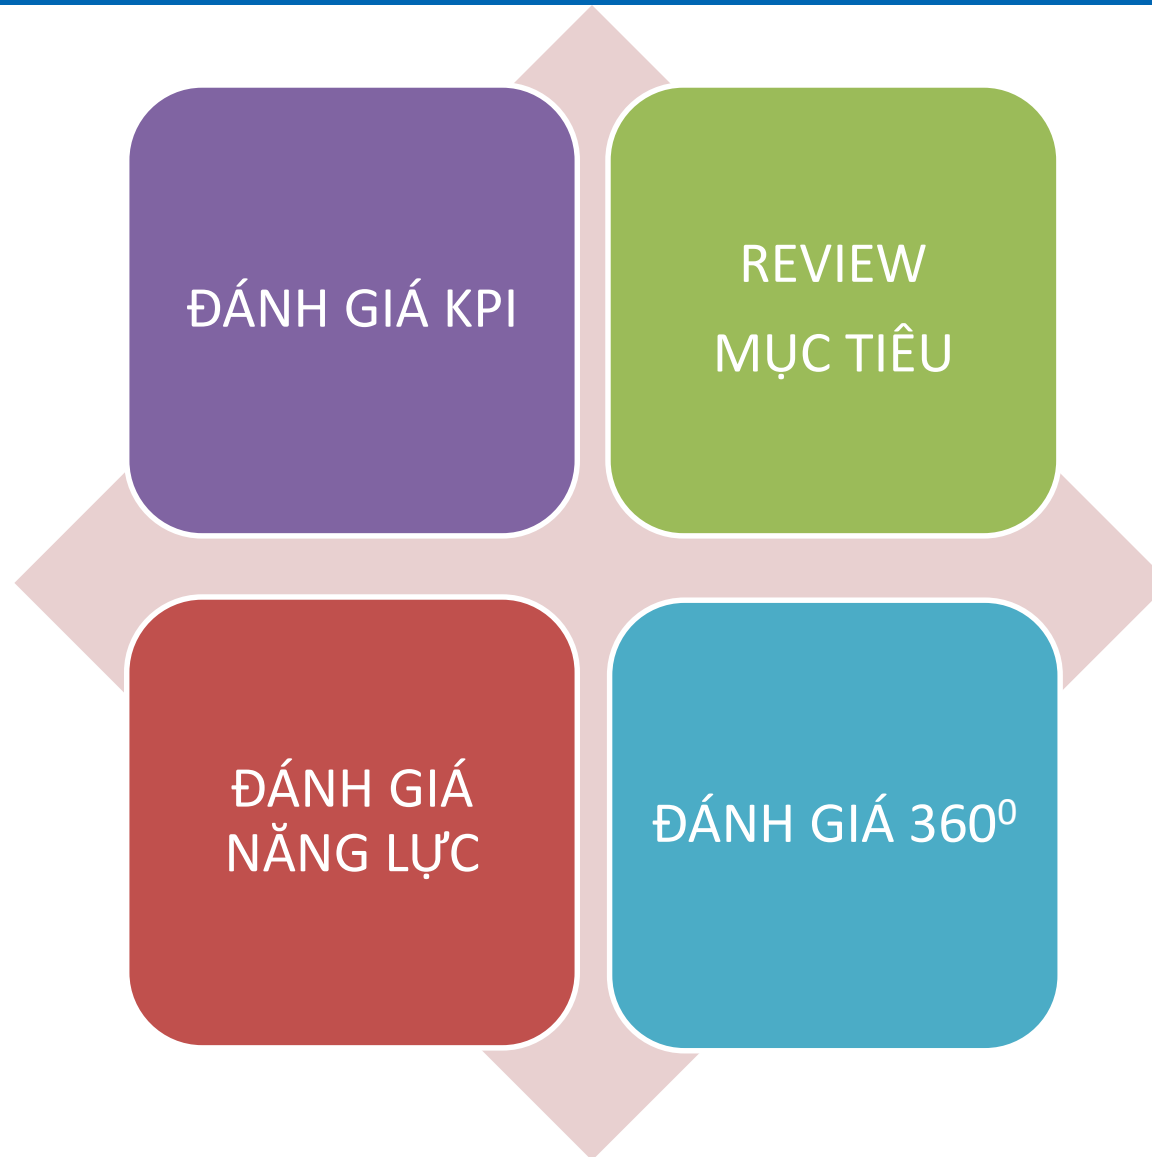 ĐÁNH GIÁ KPI
REVIEW
MỤC TIÊU
ĐÁNH GIÁ
NĂNG LỰC
ĐÁNH GIÁ 360⁰